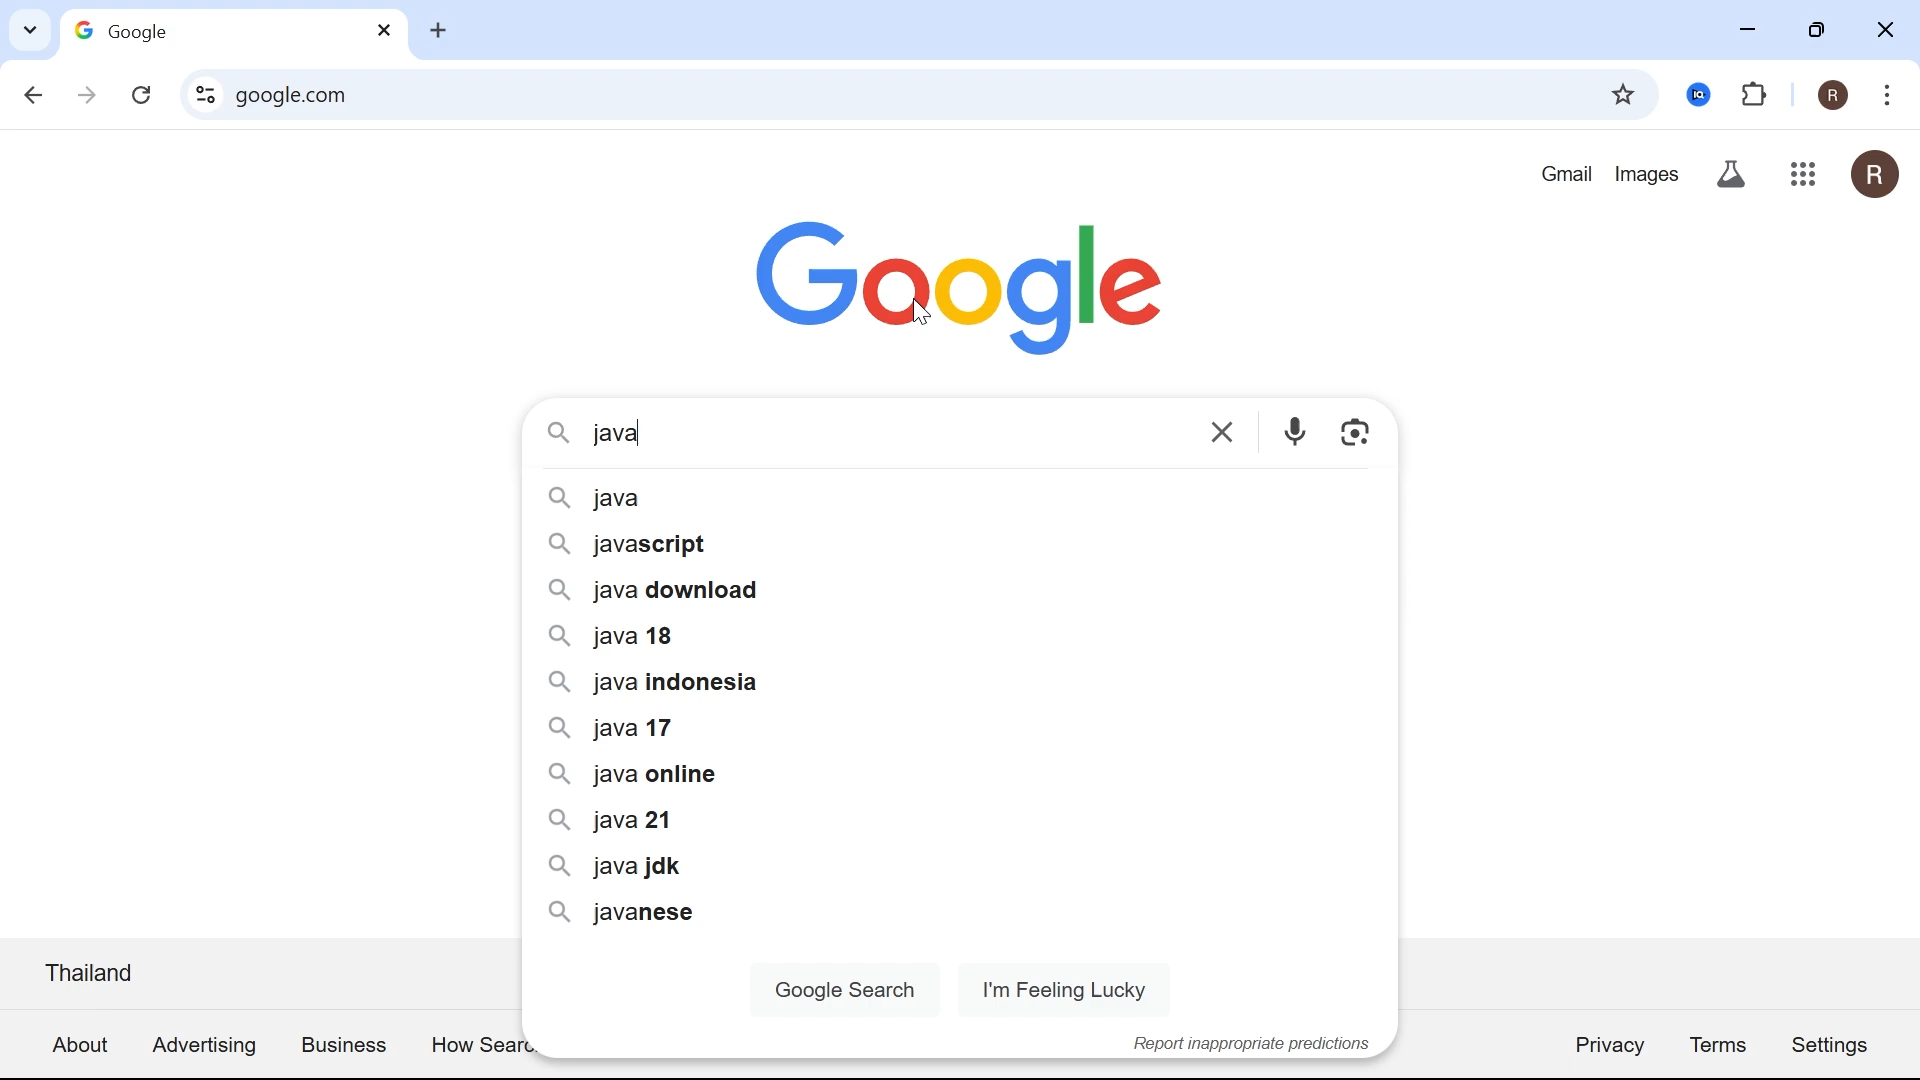 Google
google.com
R
Gmail Images
R
Google
java
java
javascript
java download
java 18
java indonesia
java 17
java online
java 21
java jdk
javanese
Thailand
Google Search I'm Feeling Lucky
Report inappropriate predictions
About Advertising Business How Searc
Privacy Terms Settings